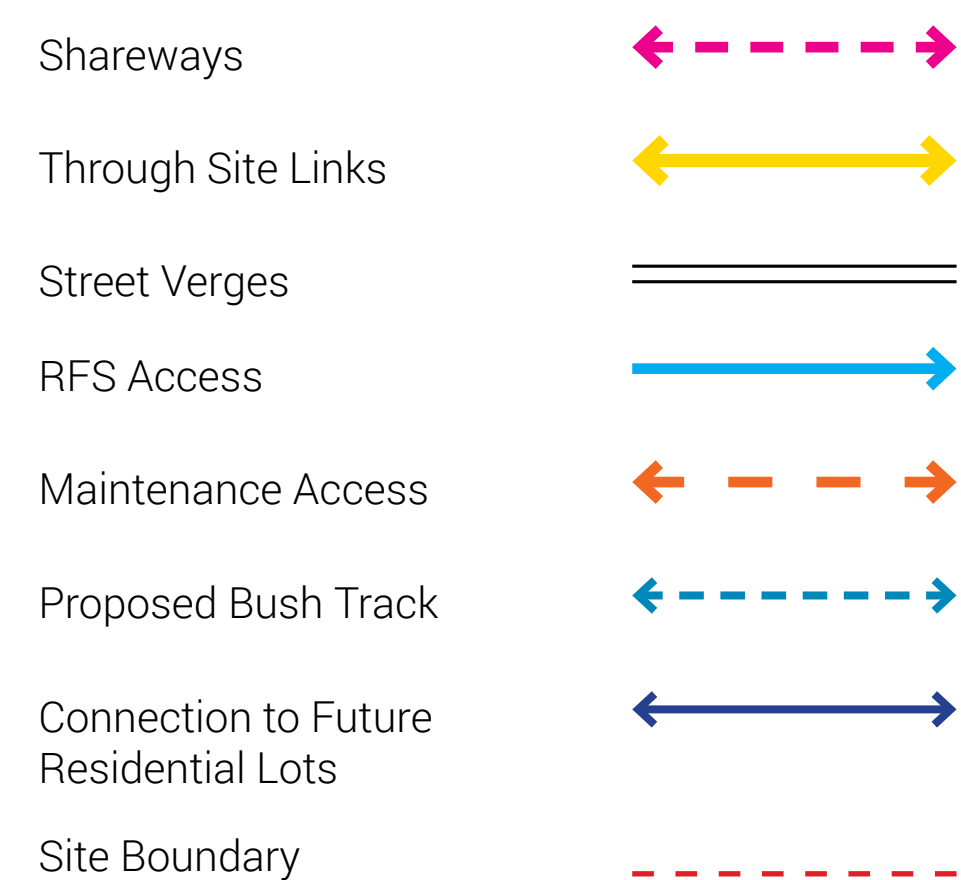 Shareways
Through Site Links
Street Verges
RFS Access
Maintenance Access
Proposed Bush Track
Connection to Future
Residential Lots
Site Boundary